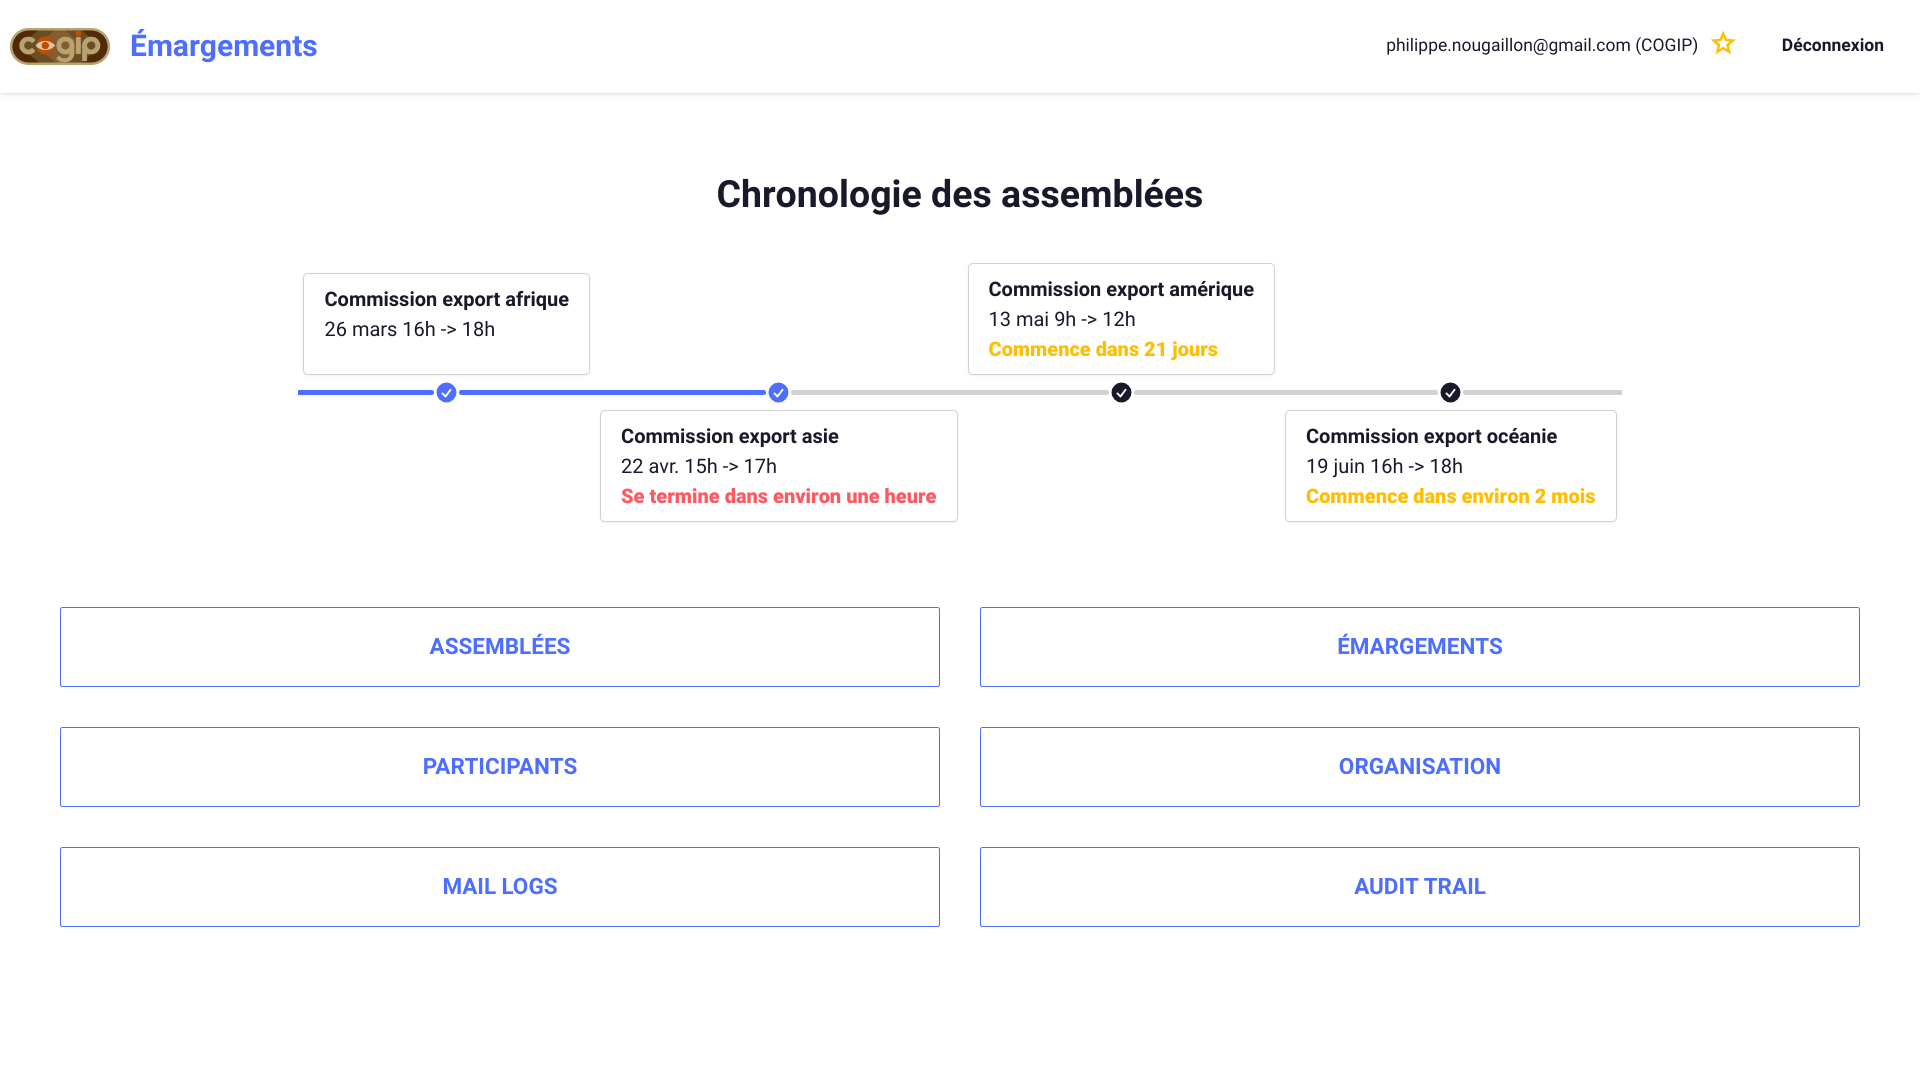 cogip
Émargements
philippe.nougaillon@gmail.com (COGIP)
Déconnexion
Chronologie des assemblées
Commission export afrique
26 mars 16h -> 18h
Commission export asie
22 avr. 15h -> 17h
Se termine dans environ une heure
Commission export amérique
13 mai 9h -> 12h
Commence dans 21 jours
Commission export océanie
19 juin 16h -> 18h
Commence dans environ 2 mois
ASSEMBLÉES
ÉMARGEMENTS
PARTICIPANTS
ORGANISATION
MAIL LOGS
AUDIT TRAIL